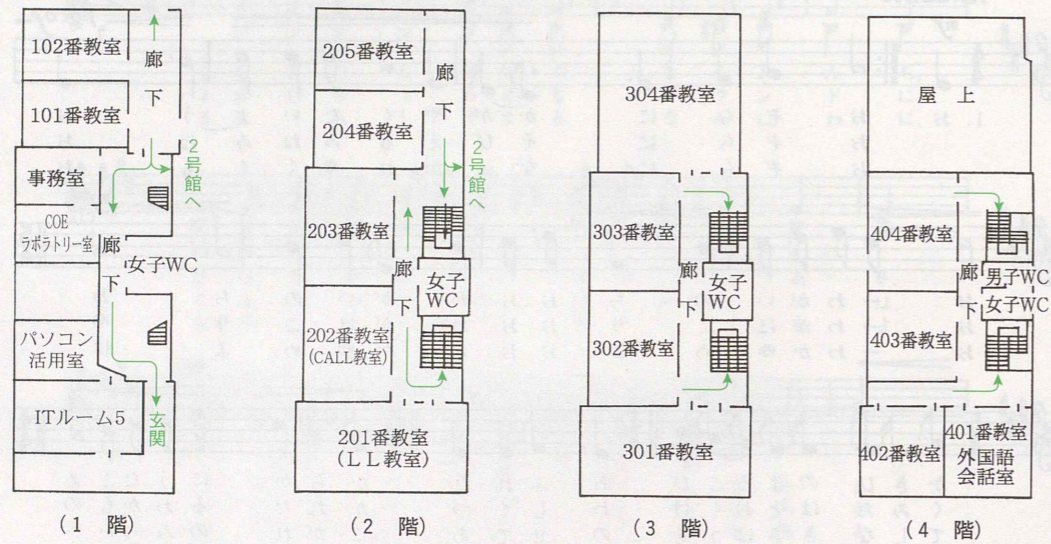 102番教室
廊
下
101番教室
2号館へ
事務室
COE
ラボラトリー室
廊
下
女子WC
パソコン
活用室
ITルーム5
玄関
(1 階)
205番教室
廊
下
204番教室
2号館へ
203番教室
廊
下
女子
WC
202番教室
(CALL教室)
201番教室
(LL教室)
(2 階)
304番教室
303番教室
廊
下
女子
WC
302番教室
301番教室
(3 階)
屋 上
404番教室
廊
下
男子WC
女子WC
403番教室
401番教室
外国語
会話室
402番教室
(4 階)